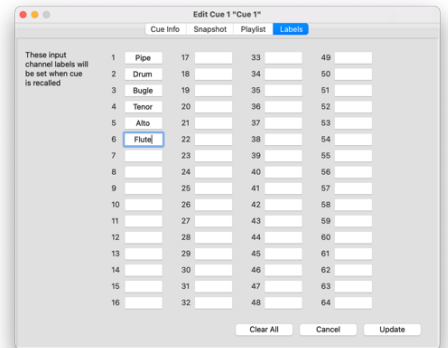 Edit Cue 1 "Cue 1"
Cue Info Snapshot Playlist Labels
These input
channel labels will
be set when cue
is recalled
1 Pipe 17 33 49
2 Drum 18 34 50
3 Bugle 19 35 51
4 Tenor 20 36 52
5 Alto 21 37 53
6 Flute 22 38 54
7 23 39 55
8 24 40 56
9 25 41 57
10 26 42 58
11 27 43 59
12 28 44 60
13 29 45 61
14 30 46 62
15 31 47 63
16 32 48 64
Clear All Cancel Update